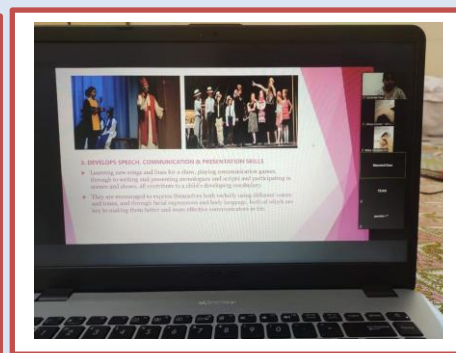 3. DEVELOPS SPEECH, COMMUNICATION & PRESENTATION SKILLS
Learning new songs and lines for a show, playing communication games,
through to writing and presenting monologues and scripts and participating in
scenes and shows, all contribute to a child's developing vocabulary.
They are encouraged to express themselves both verbally using different voices
and tones, and through facial expressions and body language, both of which are
key to making them better and more effective communicators in life.